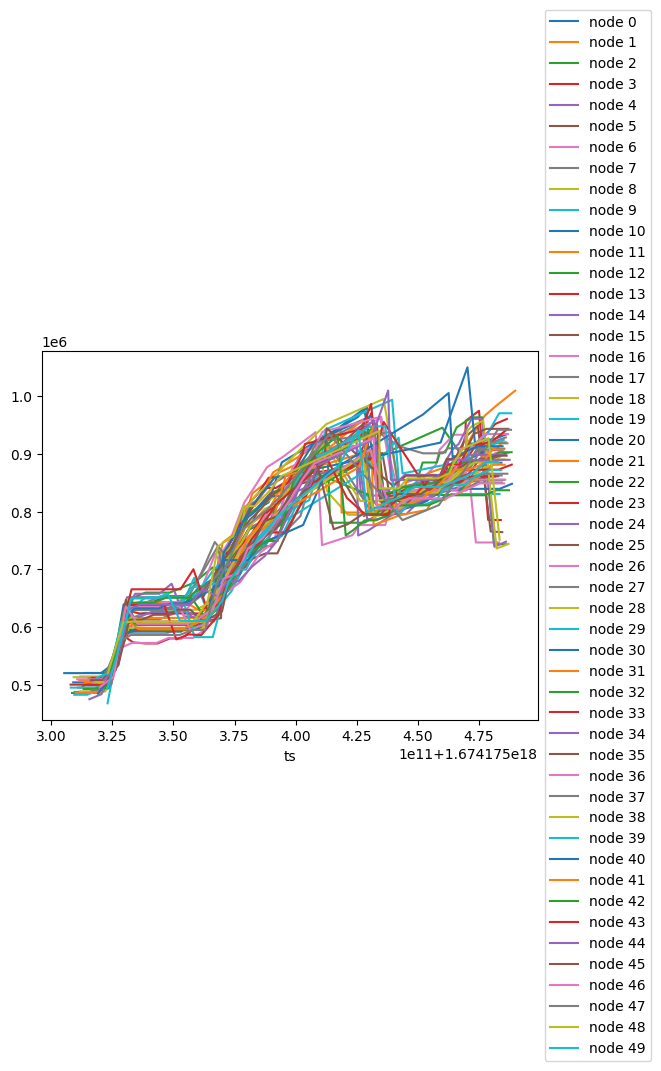 node 0
node 1
node 2
node 3
node 4
node 5
node 6
node 7
node 8
node 9
node 10
node 11
node 12
node 13
node 14
node 15
node 16
node 17
node 18
node 19
node 20
node 21
node 22
node 23
node 24
node 25
node 26
node 27
node 28
node 29
node 30
node 31
node 32
node 33
node 34
node 35
node 36
node 37
node 38
node 39
node 40
node 41
node 42
node 43
node 44
node 45
node 46
node 47
node 48
node 49
1e6
1.0
0.9
0.8
0.7
0.6
0.5
3.00 3.25 3.50 3.75 4.00 4.25 4.50 4.75
1e11+1.674175e18
ts